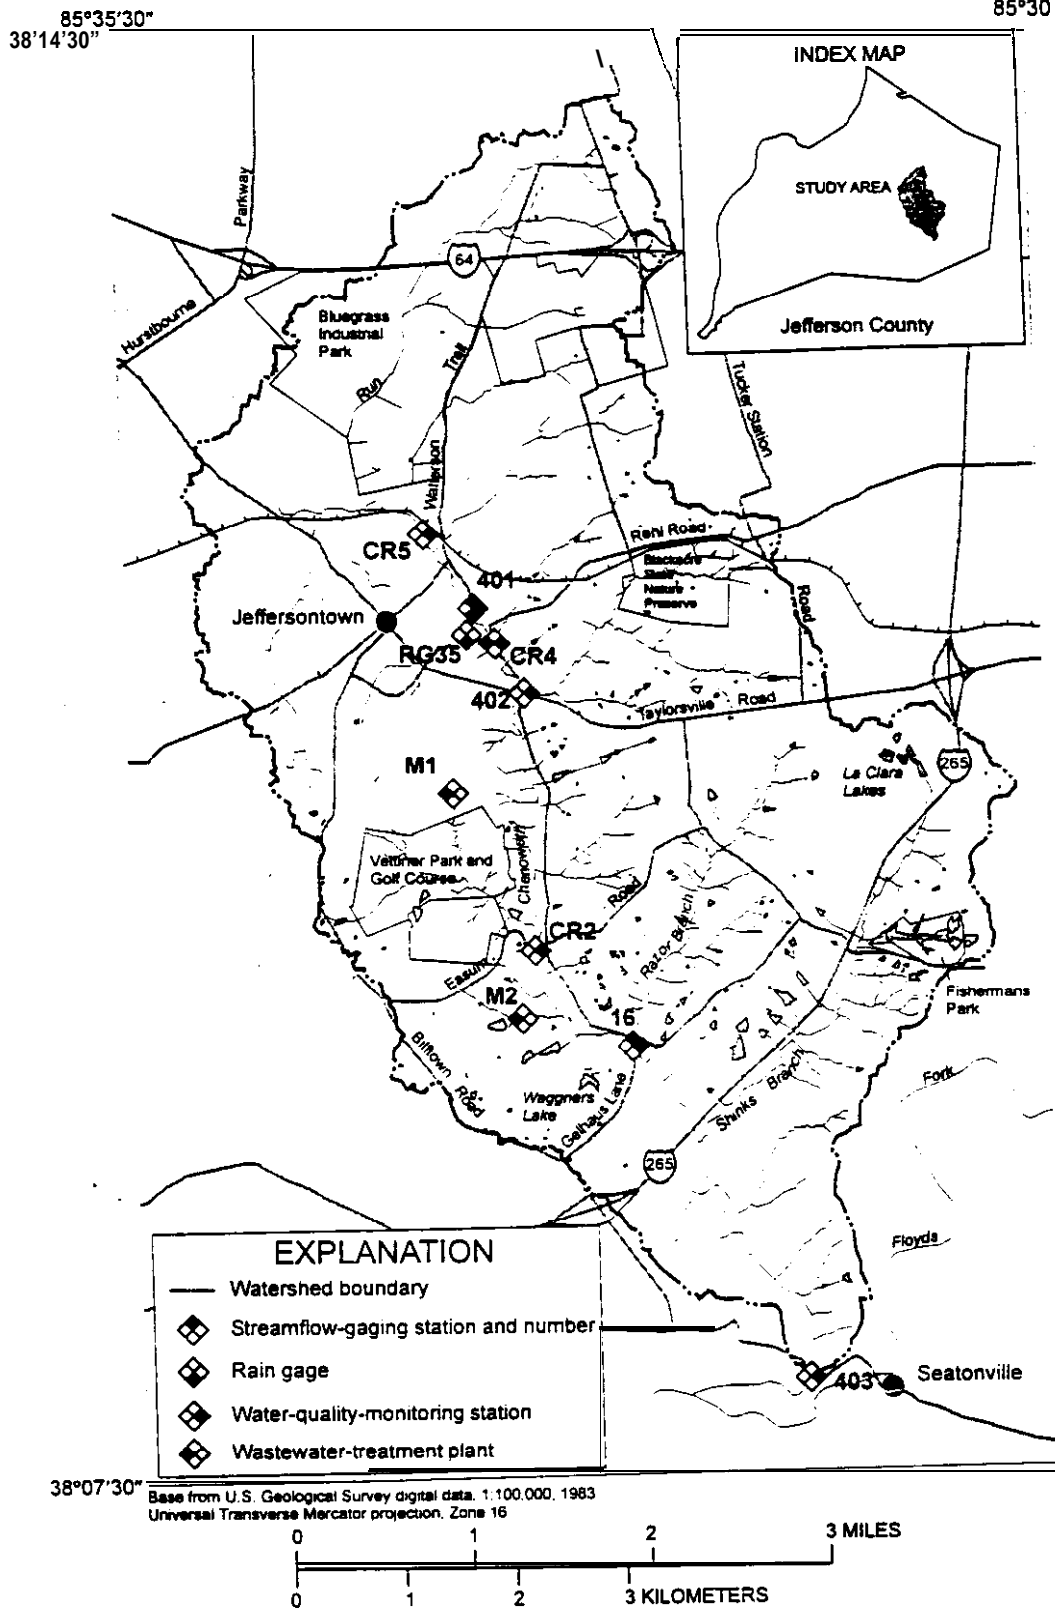 85°35'30"
85°30
38'14'30"
INDEX MAP
STUDY AREA
Jefferson County
Parkway
64
Hurstbourne
Bluegrass
Industrial
Park
Run
Trail
Watterson
Tucker Station
CR5
Rehl Road
Blackacre
State
Nature
Preserve
401
Road
Jeffersontown
RG35
CR4
402
Taylorsville Road
M1
265
La Clara
Lakes
Vettiner Park and
Golf Course
Chenoweth
Road
CR2
Razor Branch
Easum
M2
Fishermans
Park
16
Billtown
Road
Waggners
Lake
Gelhaus Lane
Shinks Branch
Fork
265
Floyds
EXPLANATION
Watershed boundary
Streamflow-gaging station and number
Rain gage
Water-quality-monitoring station
Wastewater-treatment plant
403
Seatonville
38°07'30"
Base from U.S. Geological Survey digital data, 1:100,000, 1983
Universal Transverse Mercator projection, Zone 16
0 1 2 3 MILES
0 1 2 3 KILOMETERS